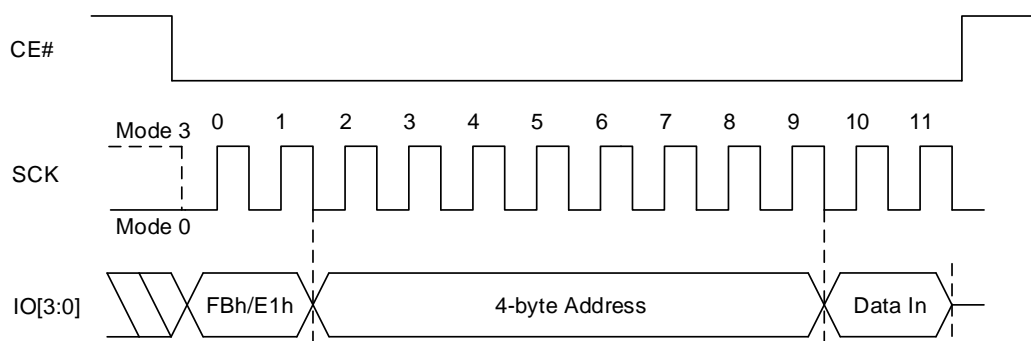 CE#
Mode 3 0 1 2 3 4 5 6 7 8 9 10 11
SCK
Mode 0
IO[3:0] FBh/E1h 4-byte Address Data In